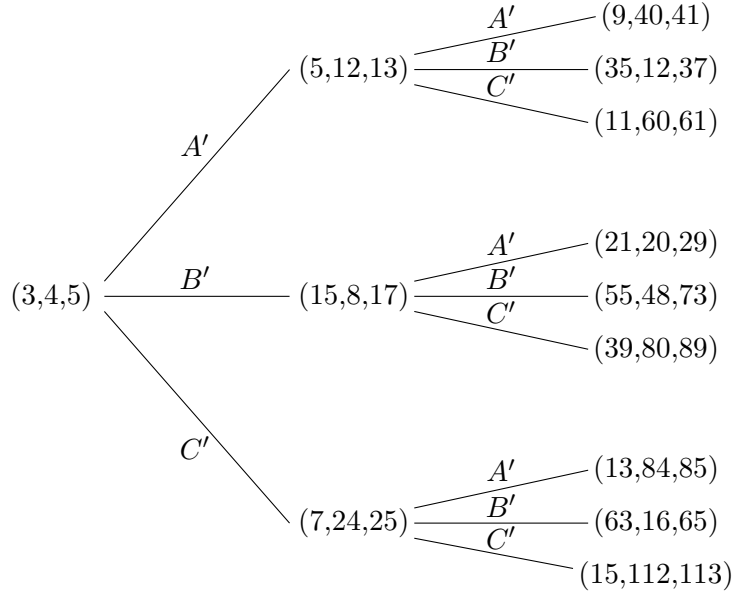 (3,4,5)
A′
B′
C′
(5,12,13)
A′
B′
C′
(9,40,41)
(35,12,37)
(11,60,61)
(15,8,17)
A′
B′
C′
(21,20,29)
(55,48,73)
(39,80,89)
(7,24,25)
A′
B′
C′
(13,84,85)
(63,16,65)
(15,112,113)